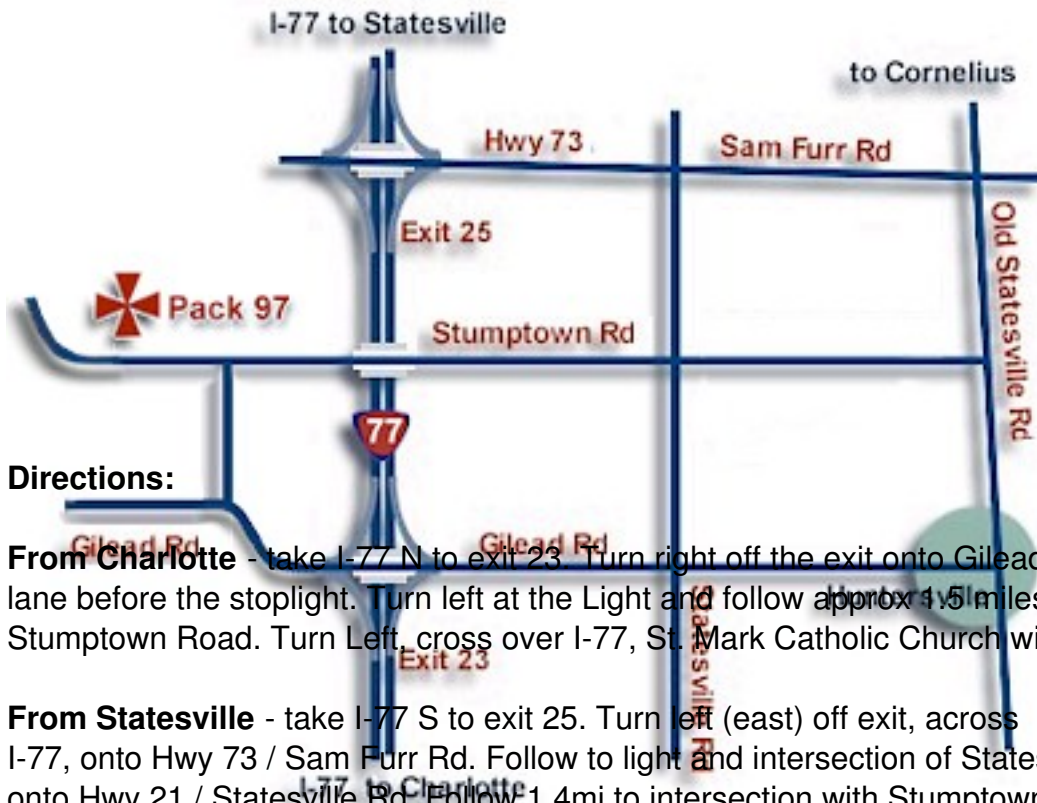 I-77 to Statesville
to Cornelius
Hwy 73
Sam Furr Rd
Exit 25
Old Statesville Rd
Pack 97
Stumptown Rd
77
Directions:
Gilead Rd
Gilead Rd
From Charlotte - take I-77 N to exit 23. Turn right off the exit onto Gilead
lane before the stoplight. Turn left at the Light and follow approx 1.5 miles
Huntersville
Stumptown Road. Turn Left, cross over I-77, St. Mark Catholic Church wi
Exit 23
Statesville Rd
From Statesville - take I-77 S to exit 25. Turn left (east) off exit, across
I-77, onto Hwy 73 / Sam Furr Rd. Follow to light and intersection of States
I-77 to Charlotte
onto Hwy 21 / Statesville Rd. Follow 1.4mi to intersection with Stumptown